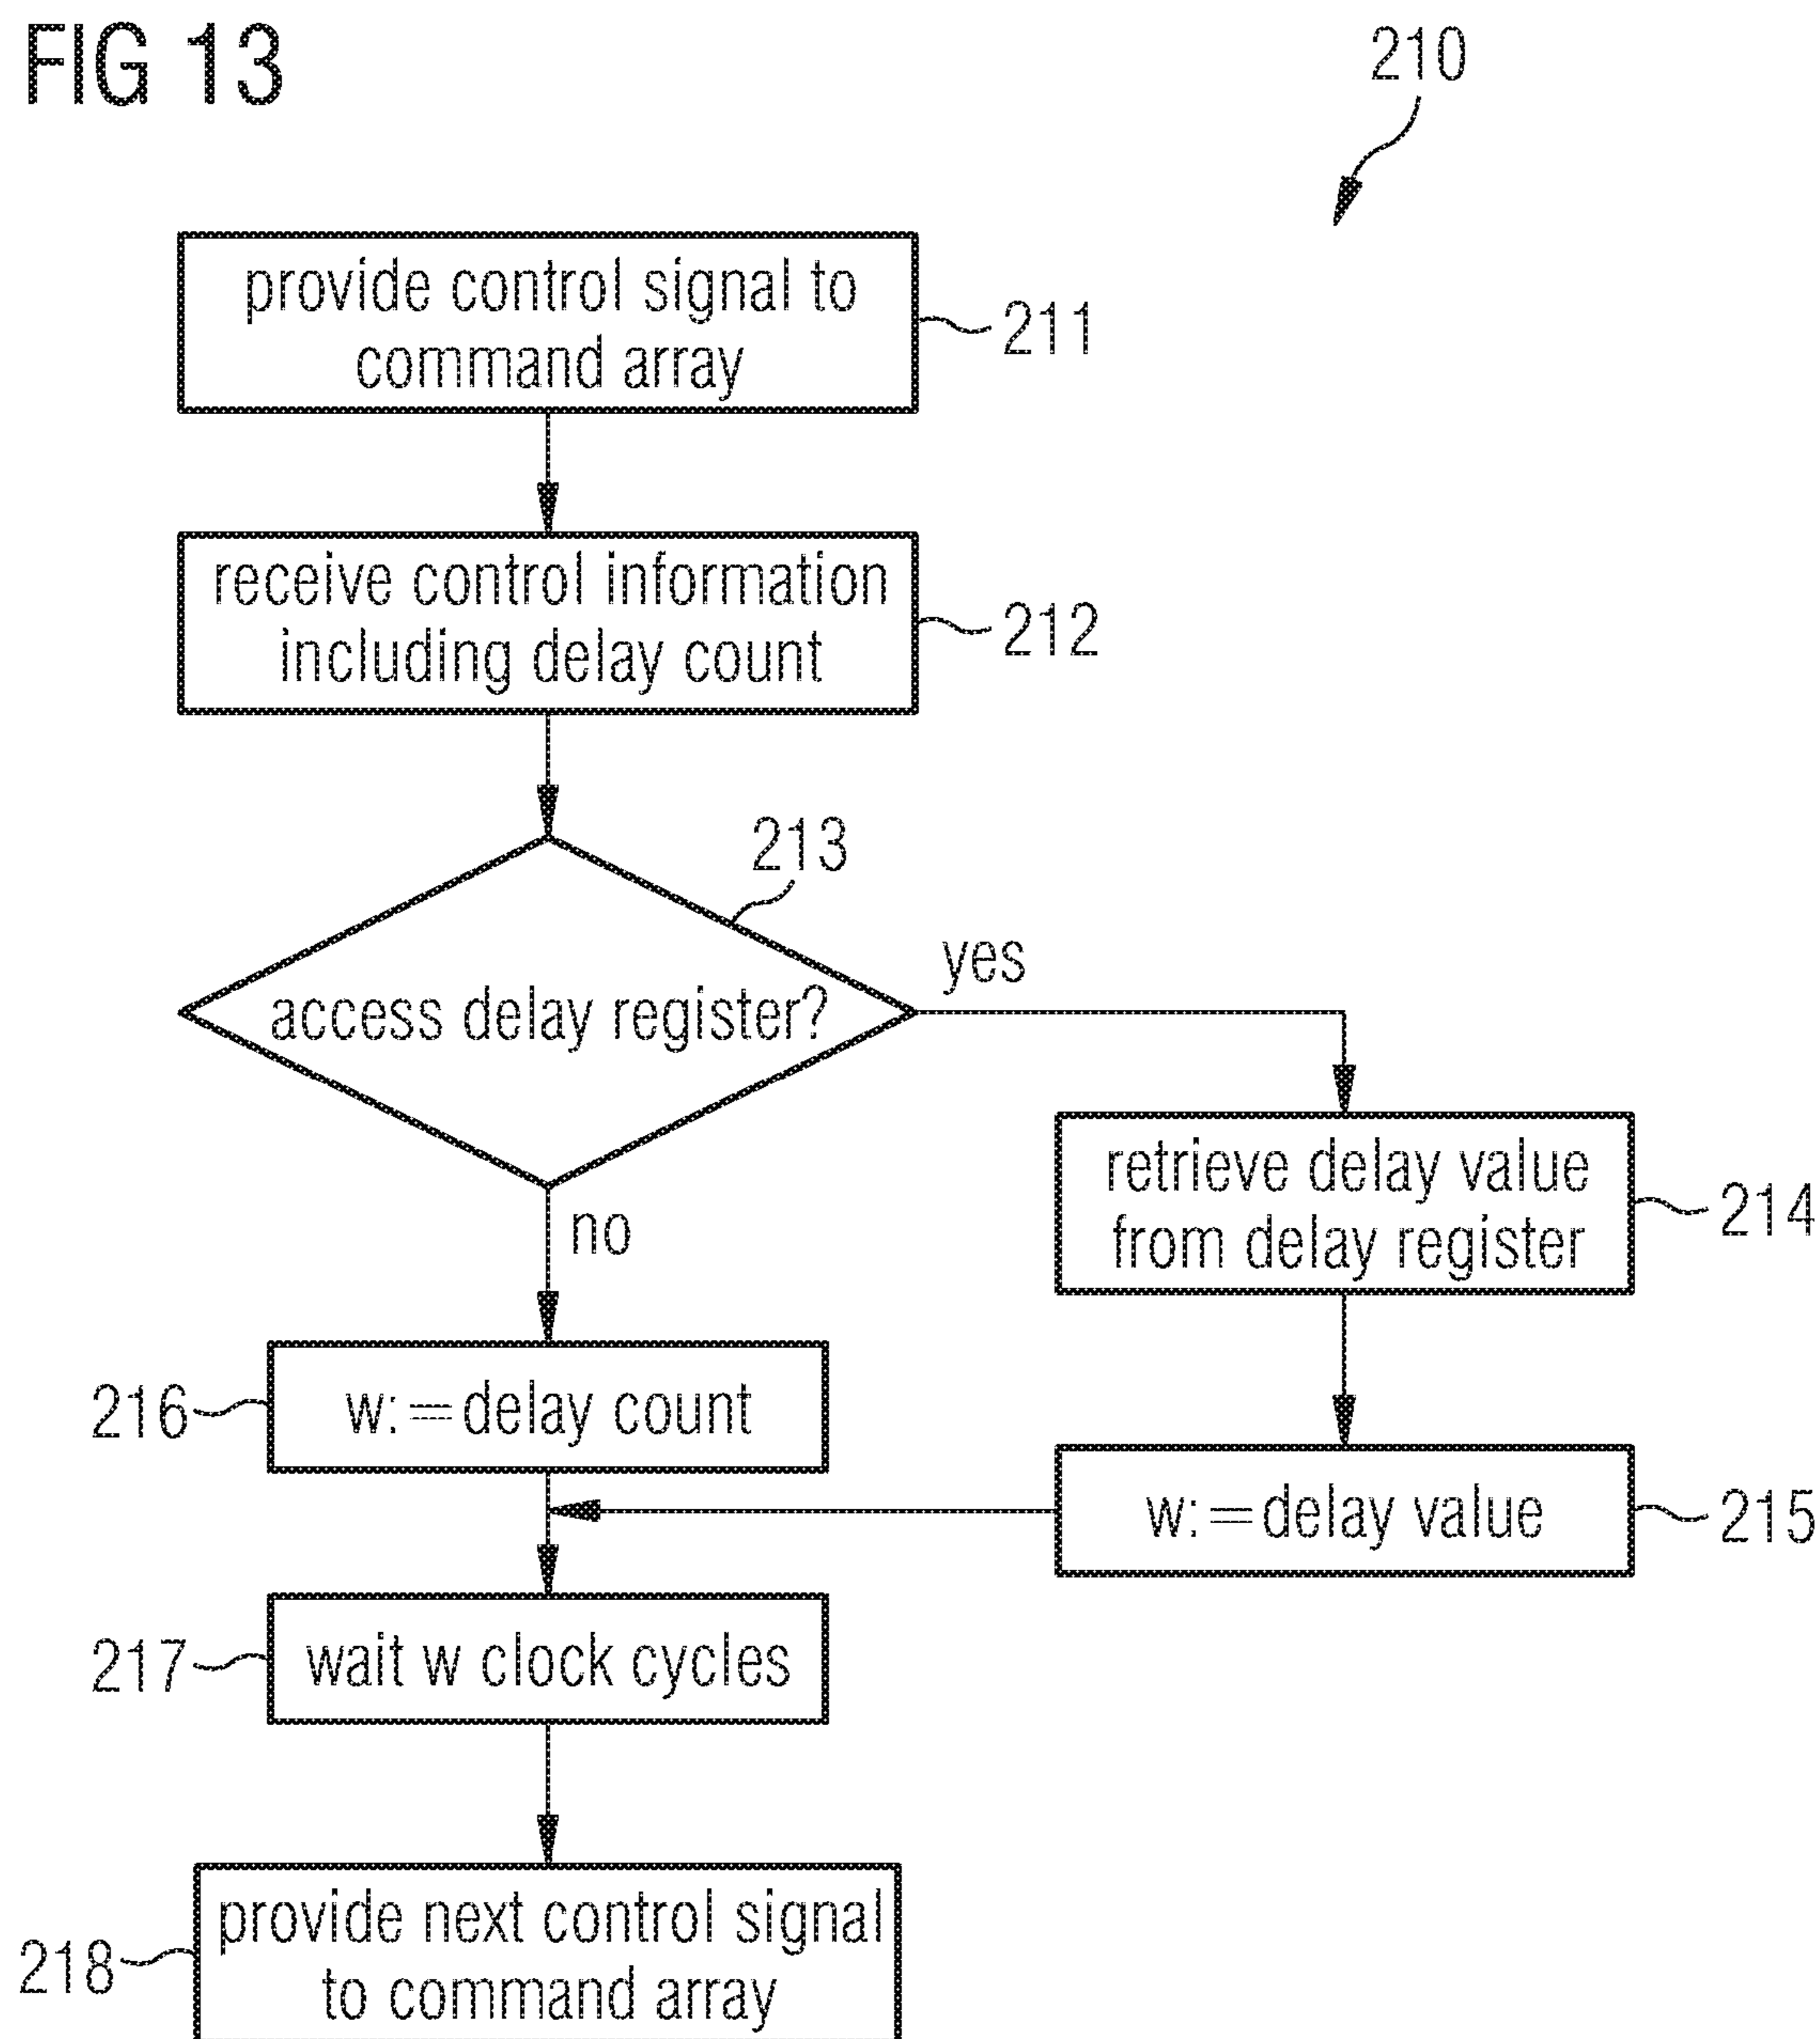 FIG 13
210
provide control signal to
command array
211
receive control information
including delay count
212
213
access delay register?
yes
no
retrieve delay value
from delay register
214
216
w:=delay count
w:=delay value
215
217
wait w clock cycles
218
provide next control signal
to command array